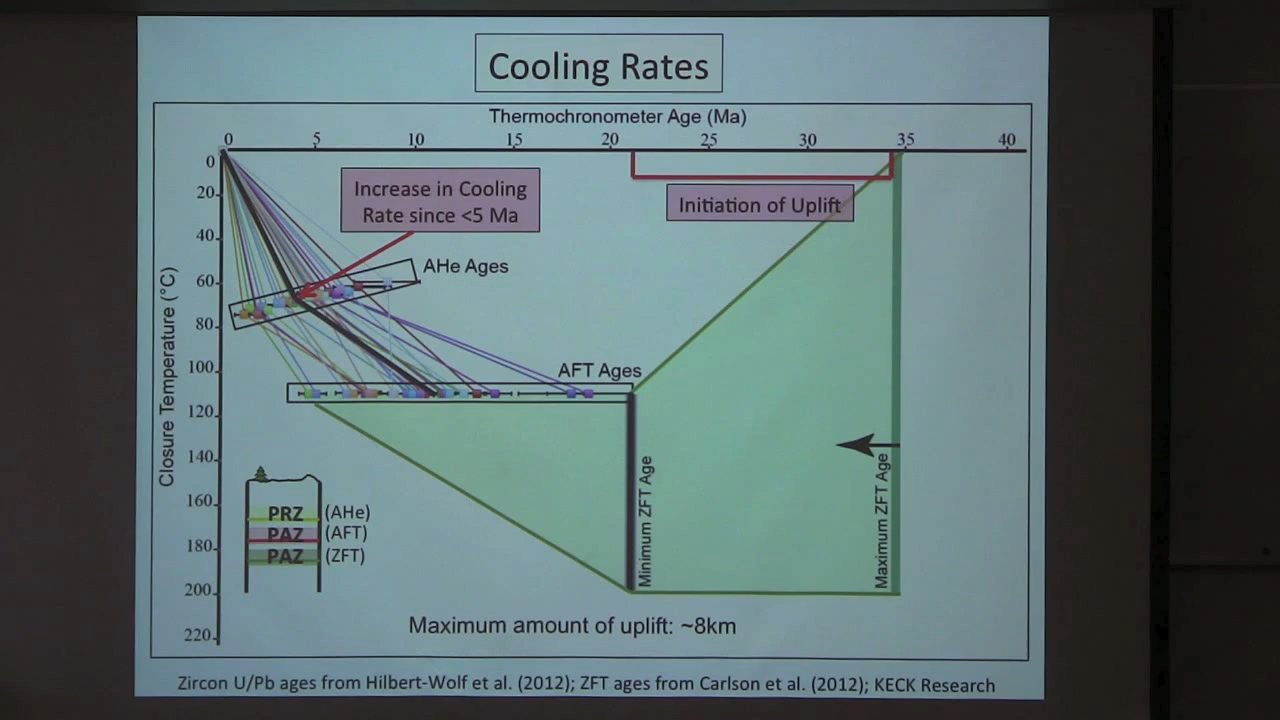 Cooling Rates
Thermochronometer Age (Ma)
0 5 10 15 20 25 30 35 40
0
20
40
60
80
100
120
140
160
180
200
220
Closure Temperature (°C)
Increase in Cooling
Rate since <5 Ma
Initiation of Uplift
AHe Ages
AFT Ages
Minimum ZFT Age
Maximum ZFT Age
PRZ (AHe)
PAZ (AFT)
PAZ (ZFT)
Maximum amount of uplift: ~8km
Zircon U/Pb ages from Hilbert-Wolf et al. (2012); ZFT ages from Carlson et al. (2012); KECK Research